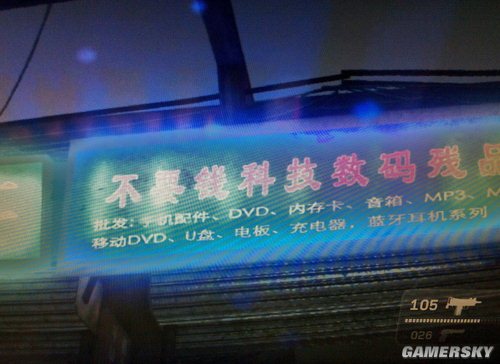 不要钱科技数码残品
批发：手机配件、DVD、内存卡、音箱、MP3、M
移动DVD、U盘、电板、充电器，蓝牙耳机系列
105
026
GAMERSKY